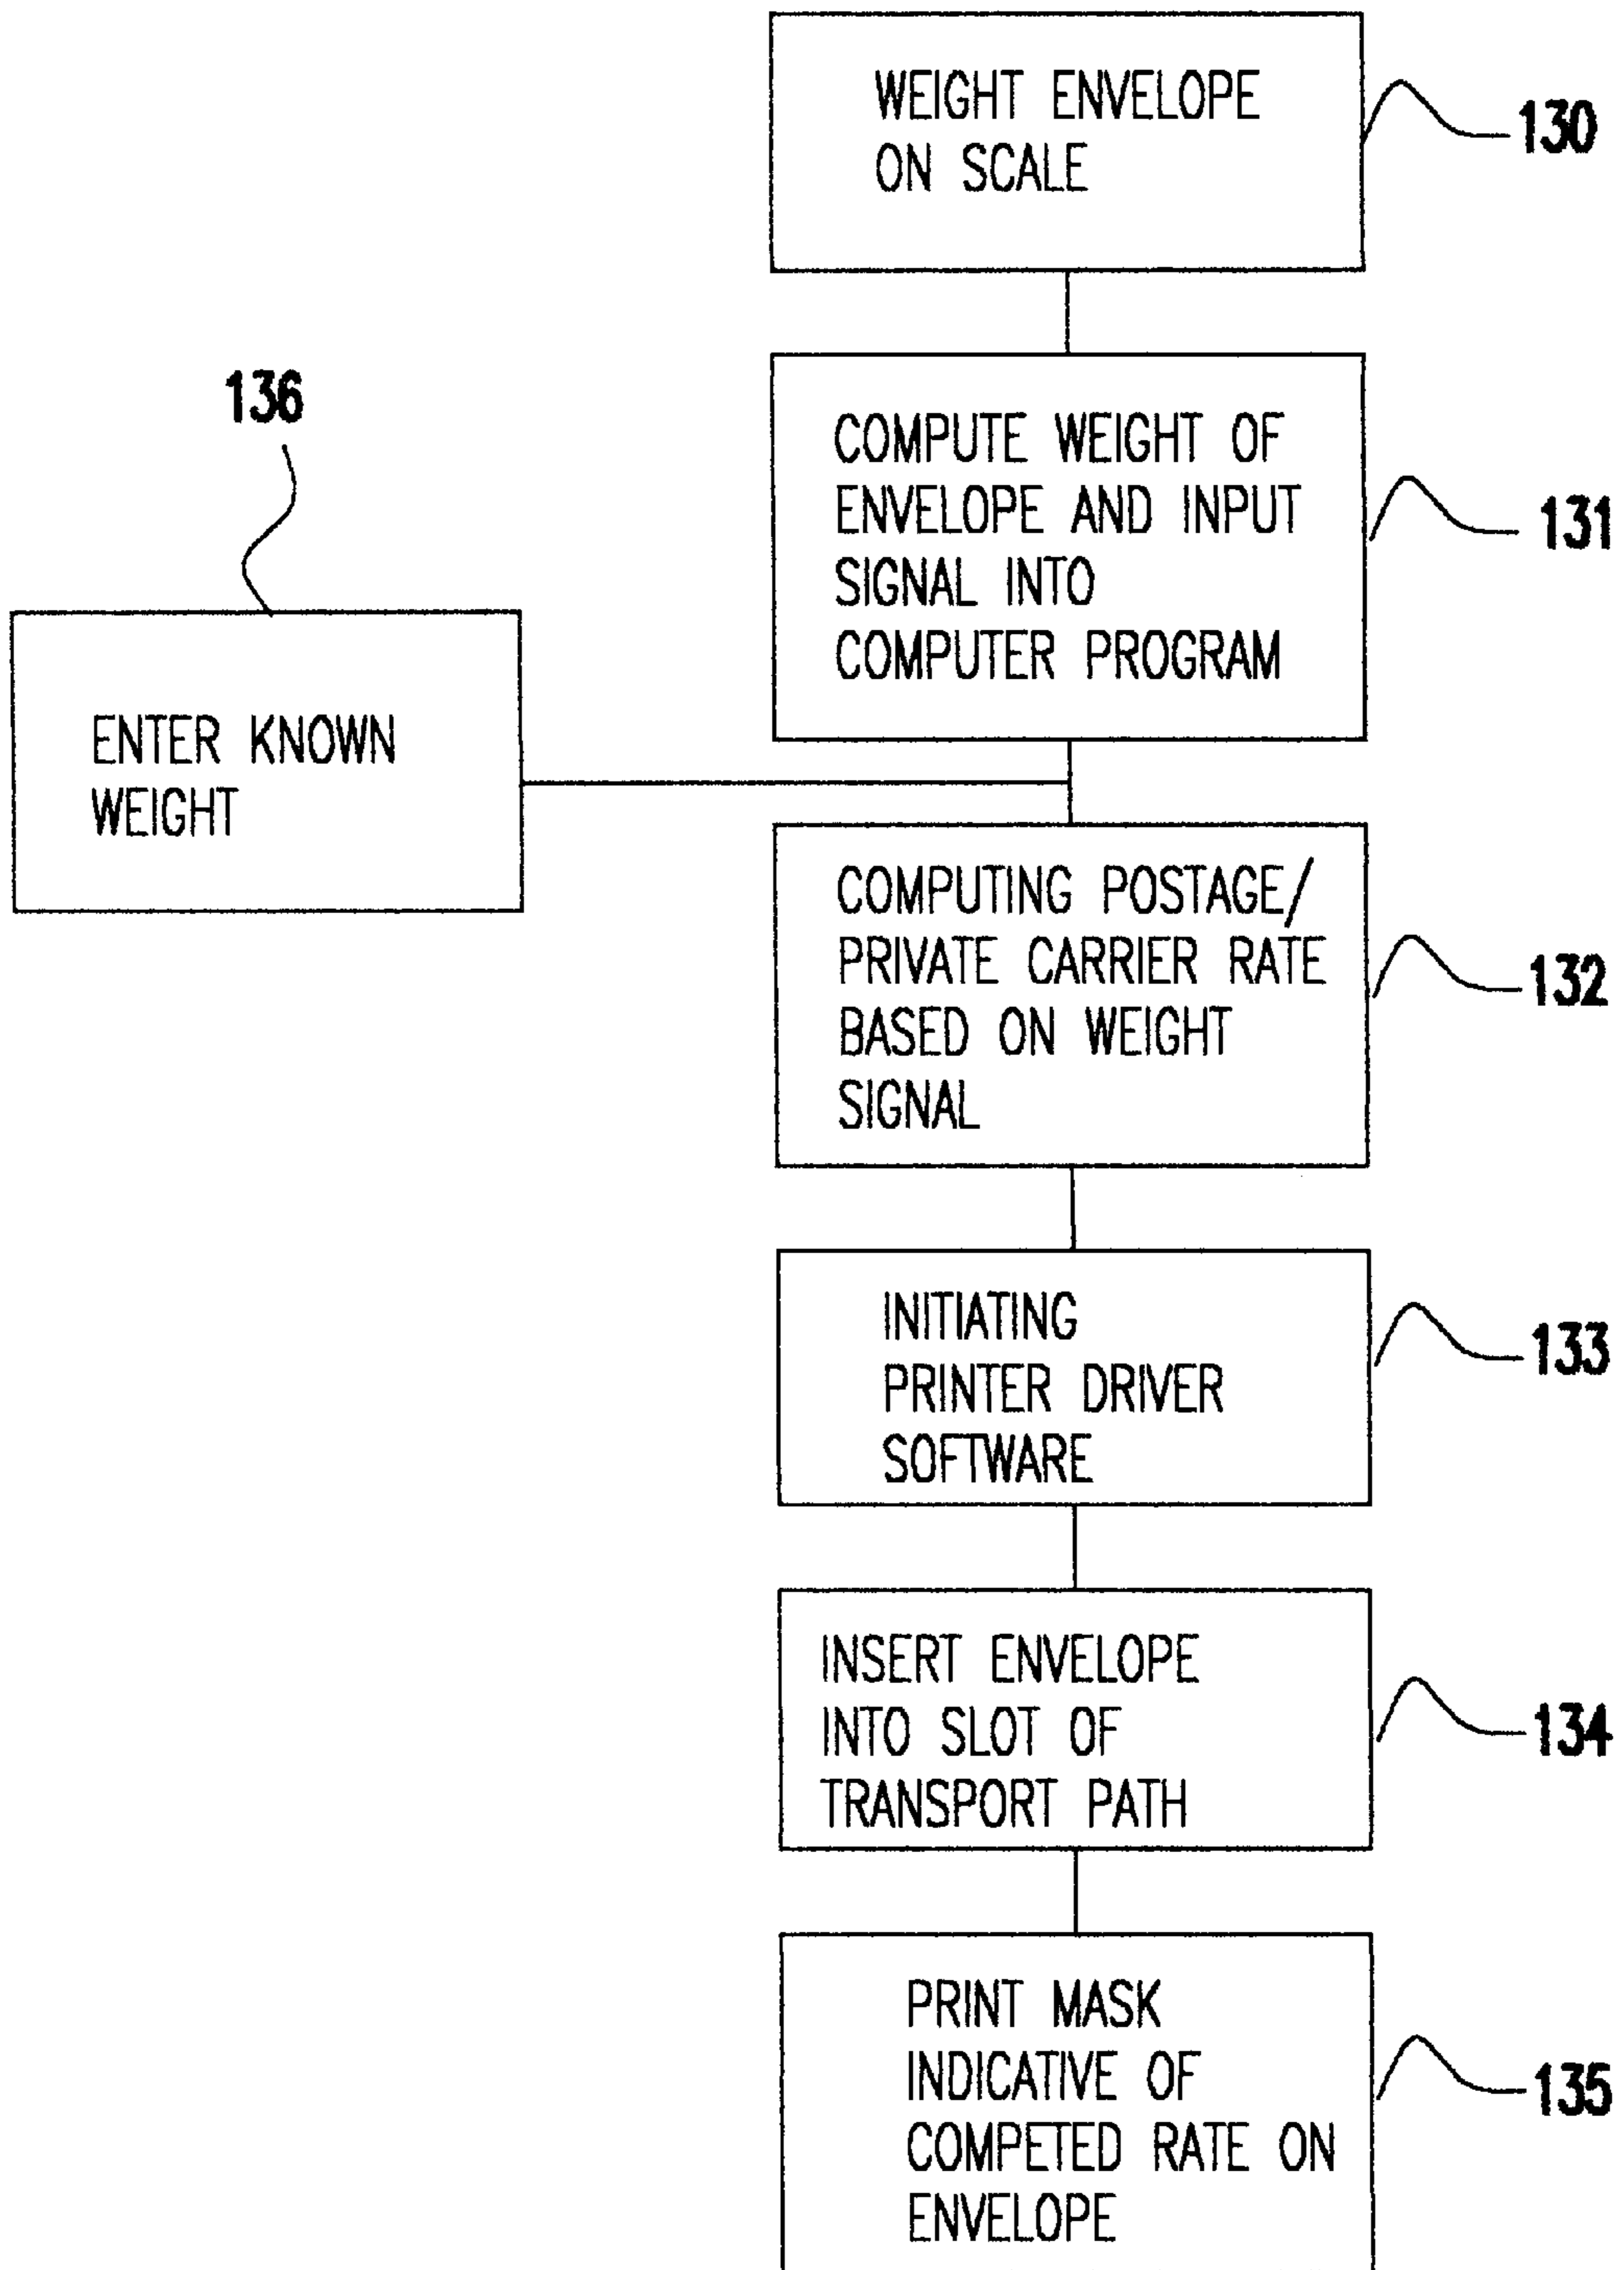 WEIGHT ENVELOPE
ON SCALE
130
136
COMPUTE WEIGHT OF
ENVELOPE AND INPUT
SIGNAL INTO
COMPUTER PROGRAM
131
ENTER KNOWN
WEIGHT
COMPUTING POSTAGE/
PRIVATE CARRIER RATE
BASED ON WEIGHT
SIGNAL
132
INITIATING
PRINTER DRIVER
SOFTWARE
133
INSERT ENVELOPE
INTO SLOT OF
TRANSPORT PATH
134
PRINT MASK
INDICATIVE OF
COMPETED RATE ON
ENVELOPE
135